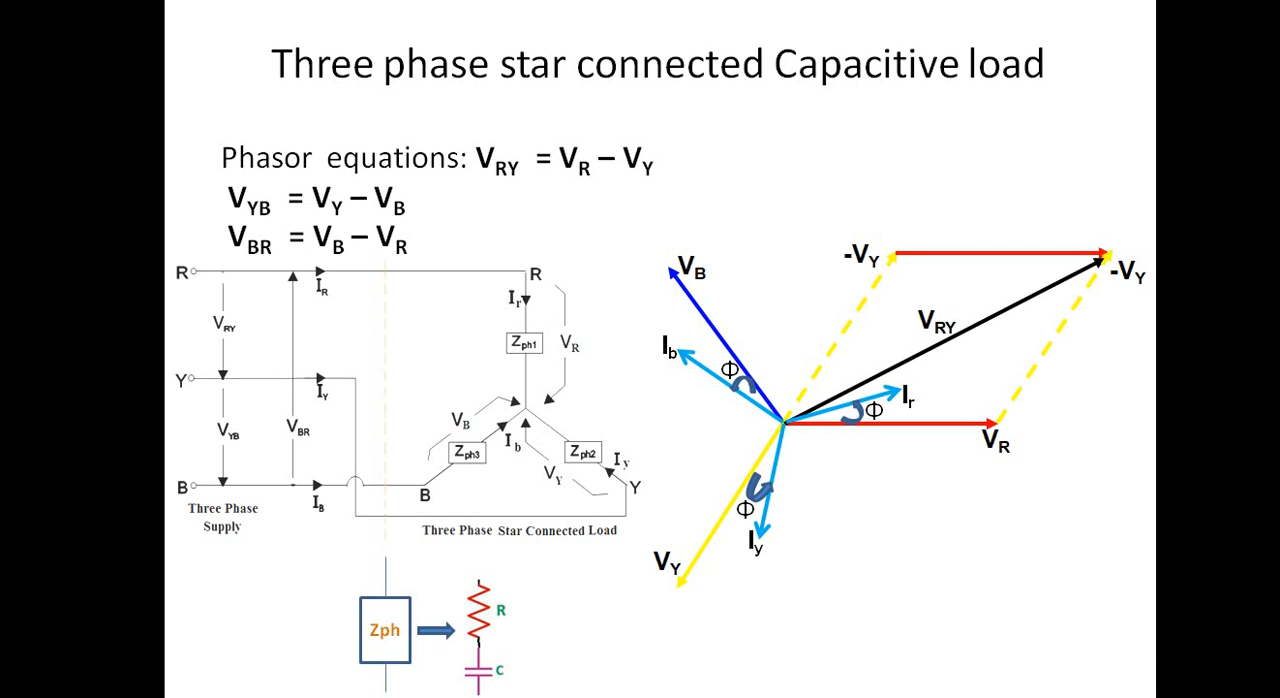 Three phase star connected Capacitive load
Phasor equations: V_RY = V_R – V_Y
V_YB = V_Y – V_B
V_BR = V_B – V_R
R
I_R
R
I_r
V_RY
Z_ph1
V_R
Y
I_Y
V_YB
V_BR
V_B
I_b
Z_ph3
Z_ph2
I_y
V_Y
B
I_B
B
Y
Three Phase
Supply
Three Phase Star Connected Load
Zph
R
C
V_B
-V_Y
-V_Y
V_RY
I_b
Φ
I_r
Φ
V_R
Φ
I_y
V_Y